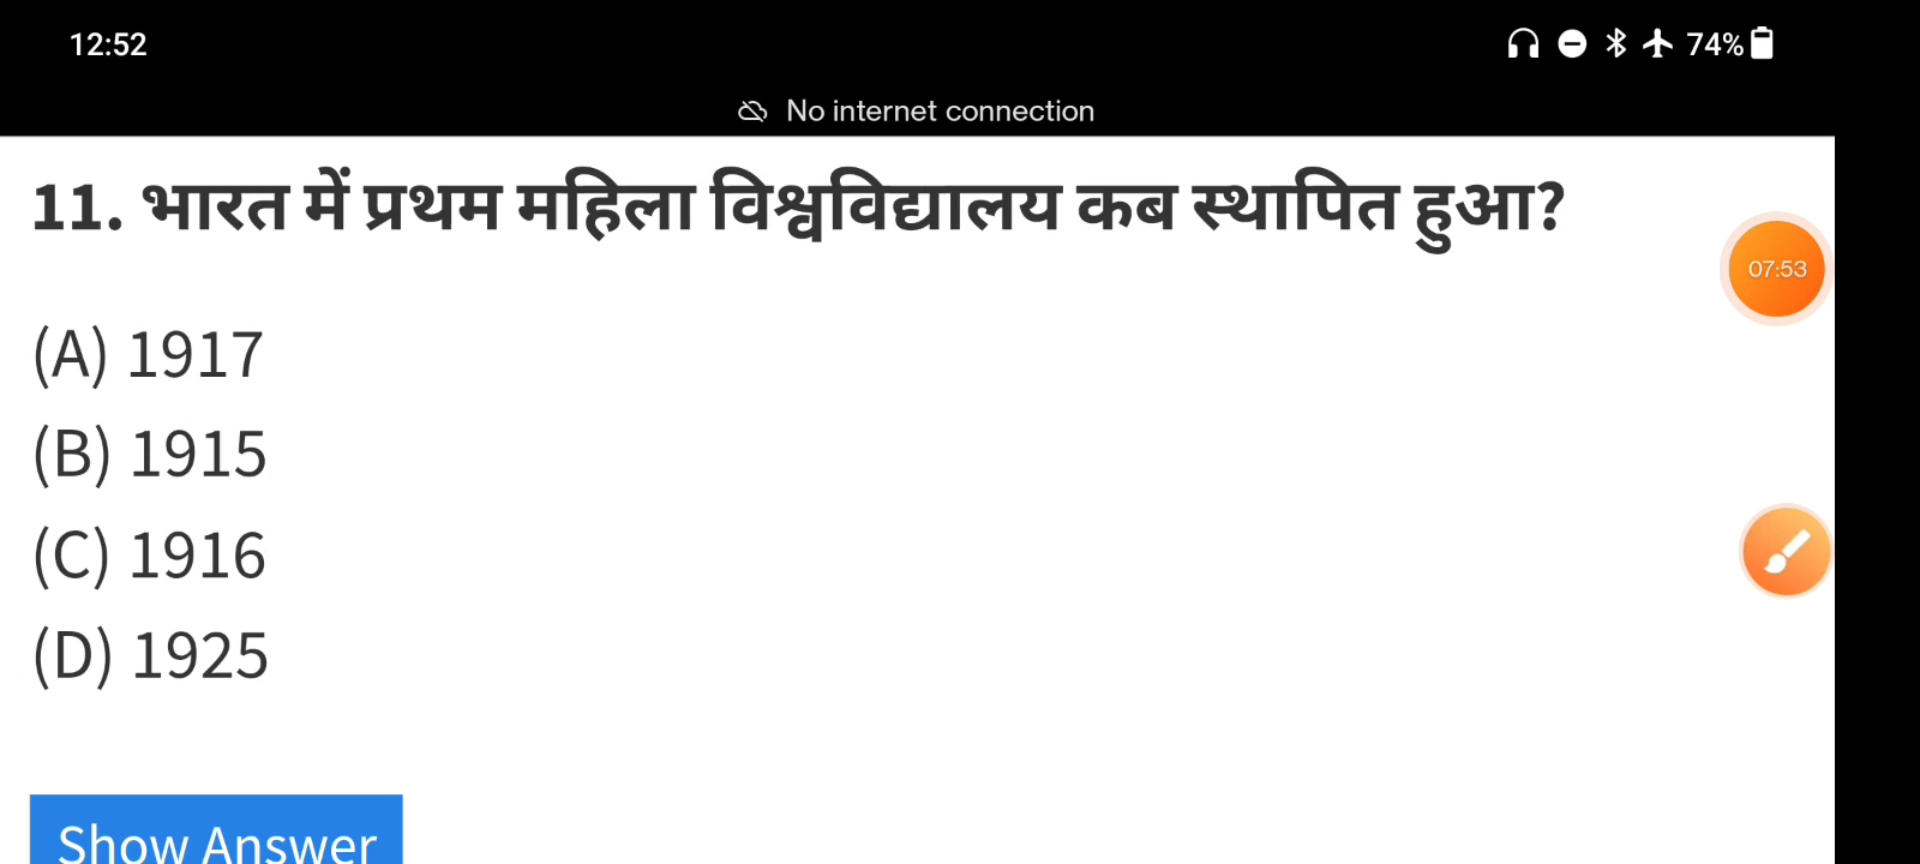 12:52
74%
No internet connection
11. भारत में प्रथम महिला विश्वविद्यालय कब स्थापित हुआ?
07:53
(A) 1917
(B) 1915
(C) 1916
(D) 1925
Show Answer